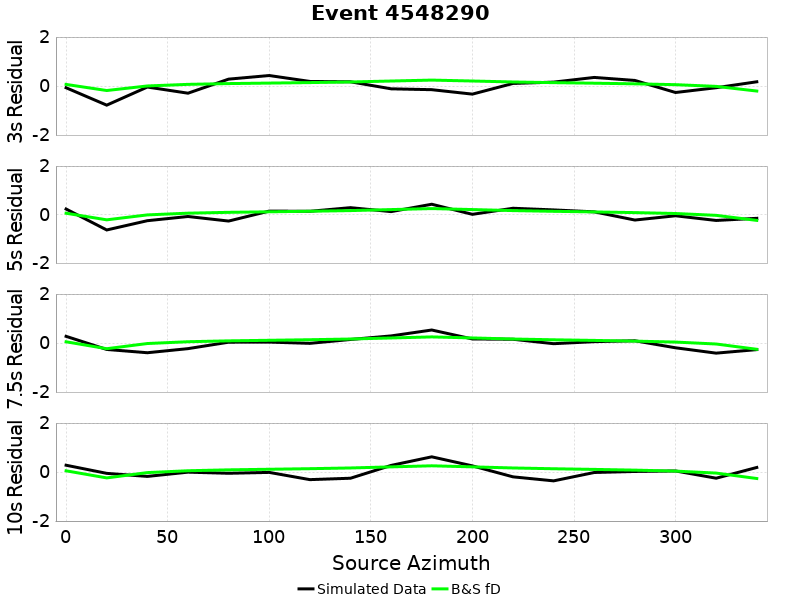 Event 4548290
3s Residual
2
0
-2
5s Residual
2
0
-2
7.5s Residual
2
0
-2
10s Residual
2
0
-2
0 50 100 150 200 250 300
Source Azimuth
Simulated Data B&S fD